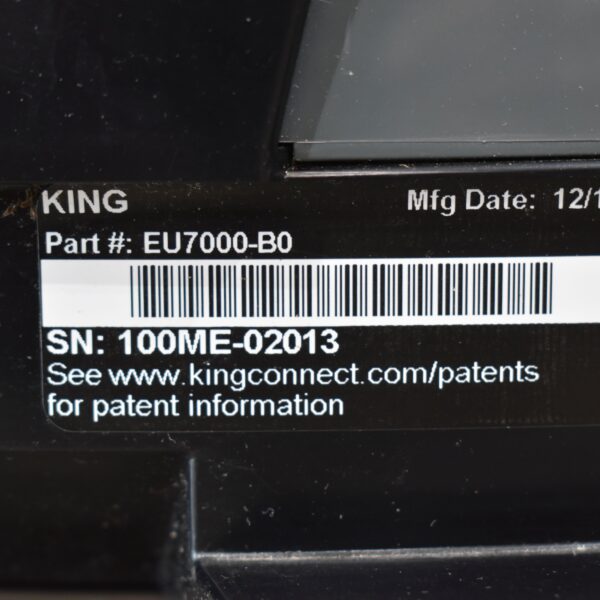 KING Mfg Date: 12/1
Part #: EU7000-B0
SN: 100ME-02013
See www.kingconnect.com/patents
for patent information